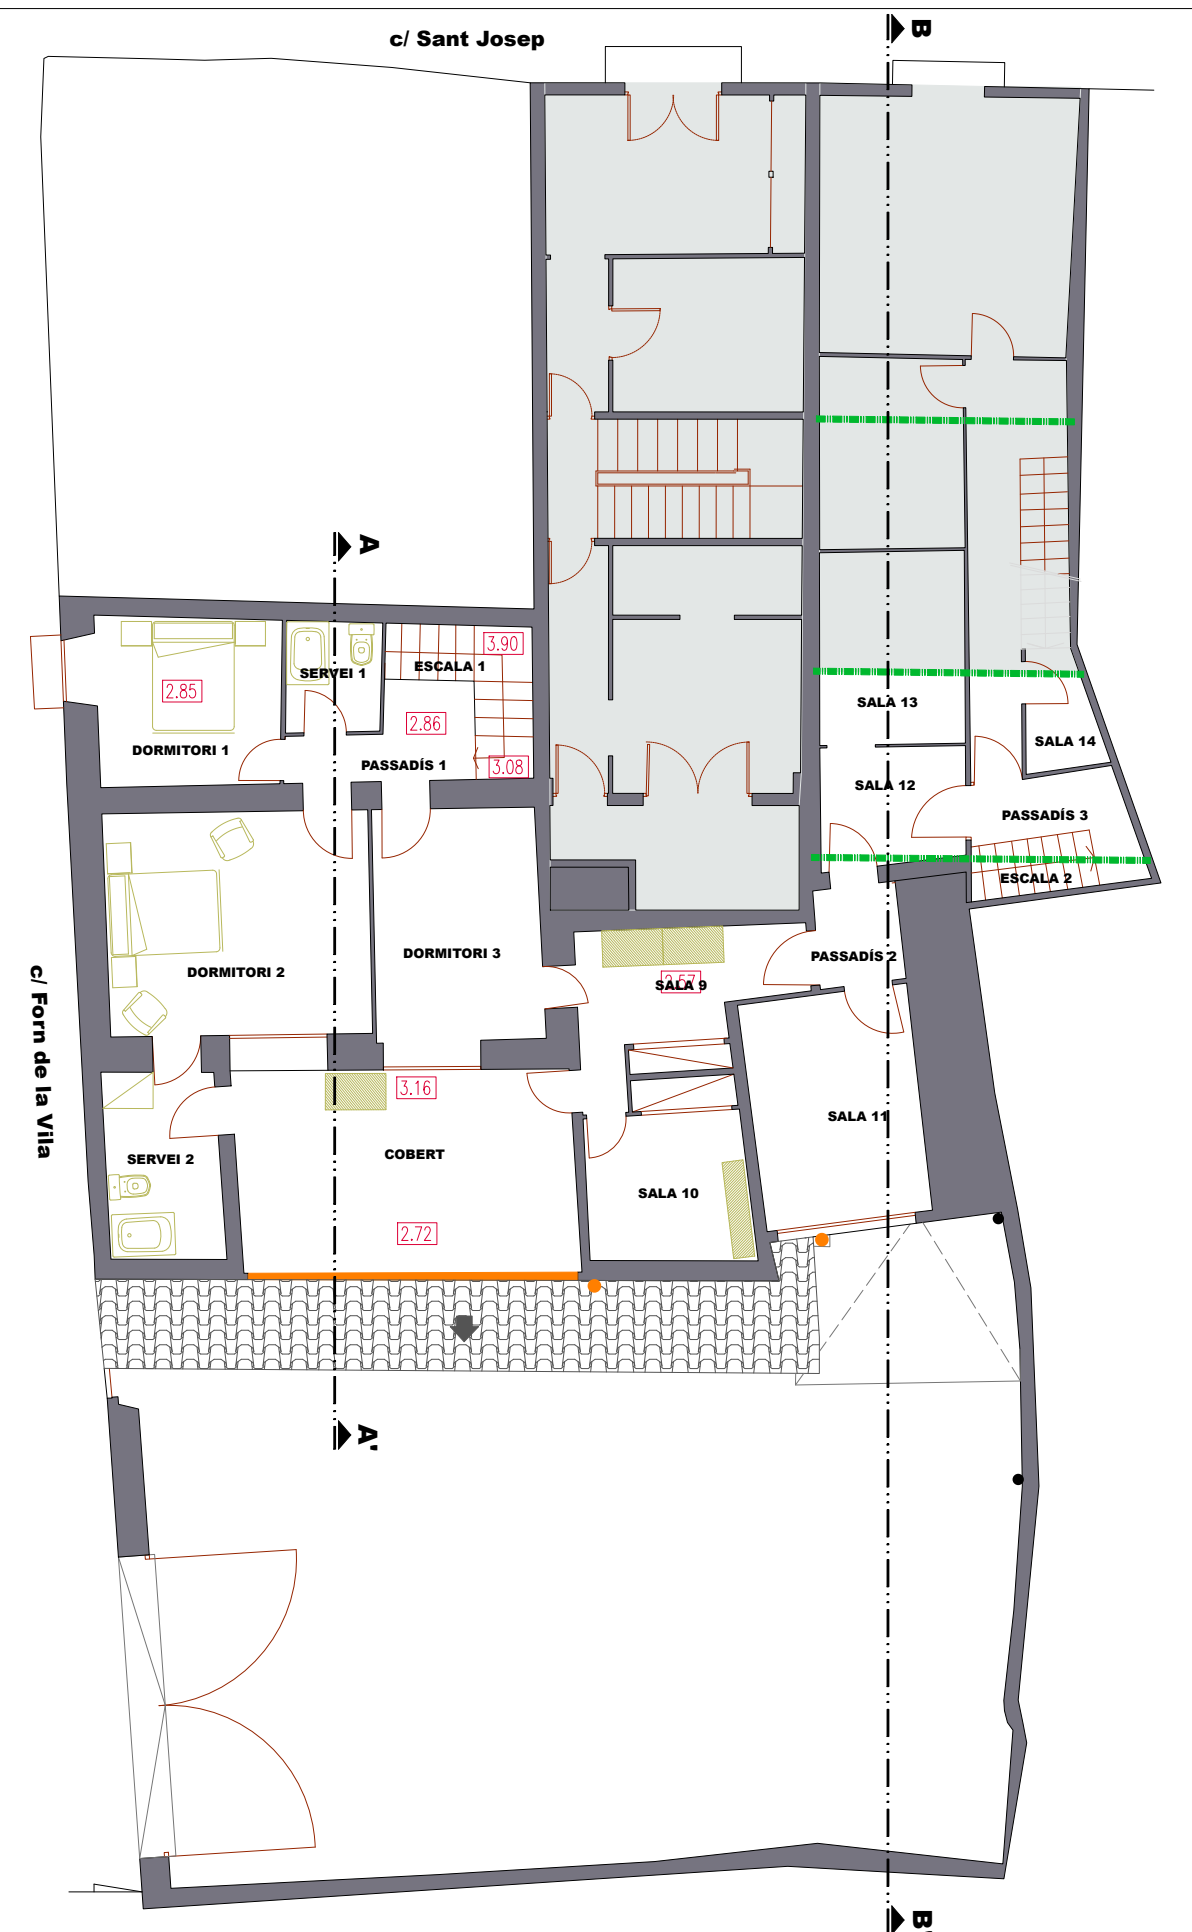 c/ Sant Josep
B
A
3.90
SERVEI 1
ESCALA 1
2.85
2.86
DORMITORI 1
PASSADÍS 1
3.08
SALA 13
SALA 14
SALA 12
PASSADÍS 3
ESCALA 2
DORMITORI 3
PASSADÍS 2
DORMITORI 2
SALA 9
2.57
c/ Forn de la Vila
3.16
SALA 11
COBERT
SERVEI 2
SALA 10
2.72
A'
B'